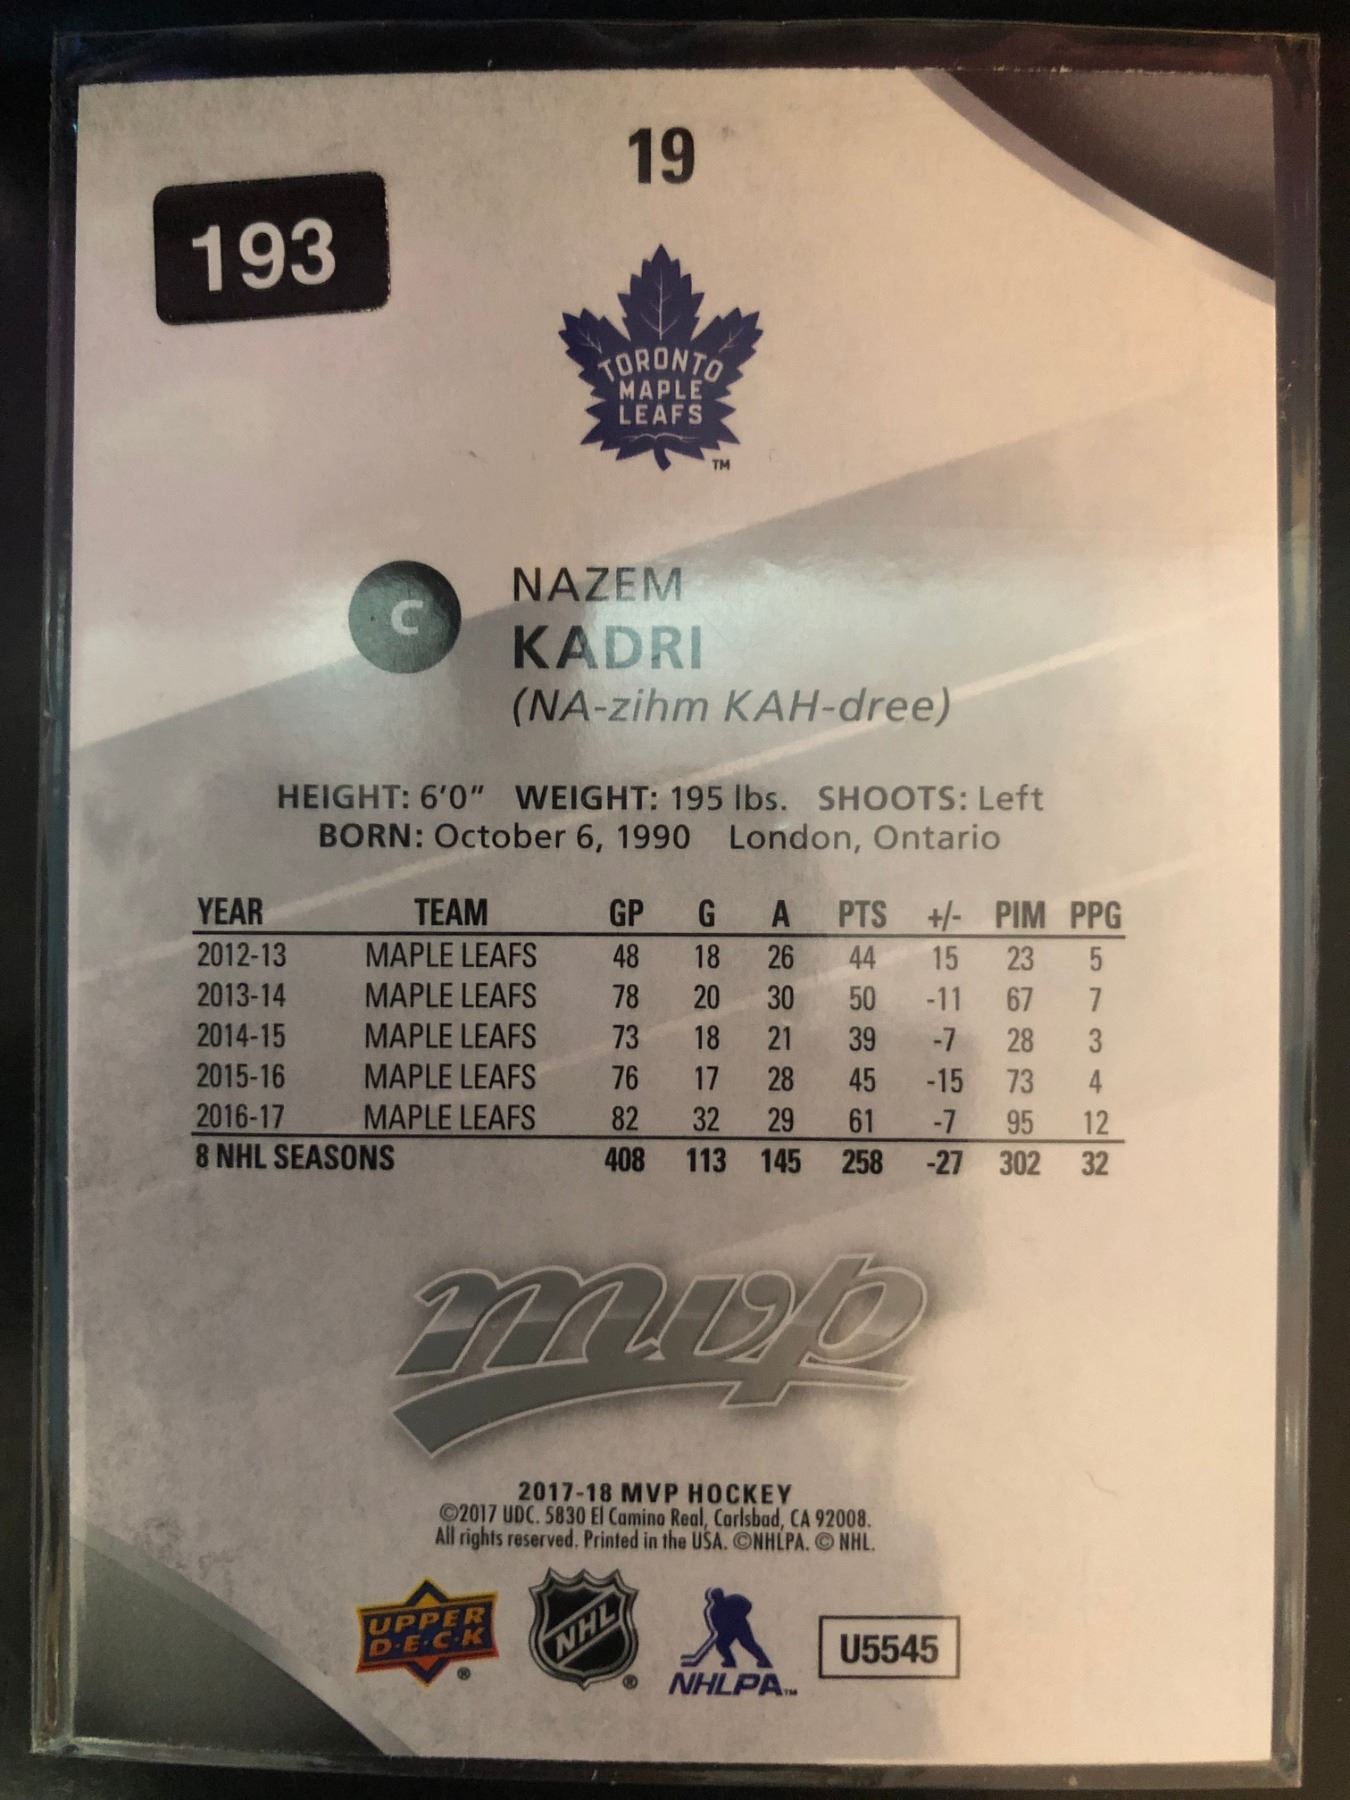 19
193
TORONTO
MAPLE
LEAFS
TM
C
NAZEM
KADRI
(NA-zihm KAH-dree)
HEIGHT: 6'0" WEIGHT: 195 lbs. SHOOTS: Left
BORN: October 6, 1990 London, Ontario
YEAR TEAM GP G A PTS +/- PIM PPG
2012-13 MAPLE LEAFS 48 18 26 44 15 23 5
2013-14 MAPLE LEAFS 78 20 30 50 -11 67 7
2014-15 MAPLE LEAFS 73 18 21 39 -7 28 3
2015-16 MAPLE LEAFS 76 17 28 45 -15 73 4
2016-17 MAPLE LEAFS 82 32 29 61 -7 95 12
8 NHL SEASONS 408 113 145 258 -27 302 32
mvp
2017-18 MVP HOCKEY
©2017 UDC. 5830 El Camino Real, Carlsbad, CA 92008.
All rights reserved. Printed in the USA. ©NHLPA. © NHL.
UPPER
D·E·C·K ®
NHL ®
NHLPA™
U5545